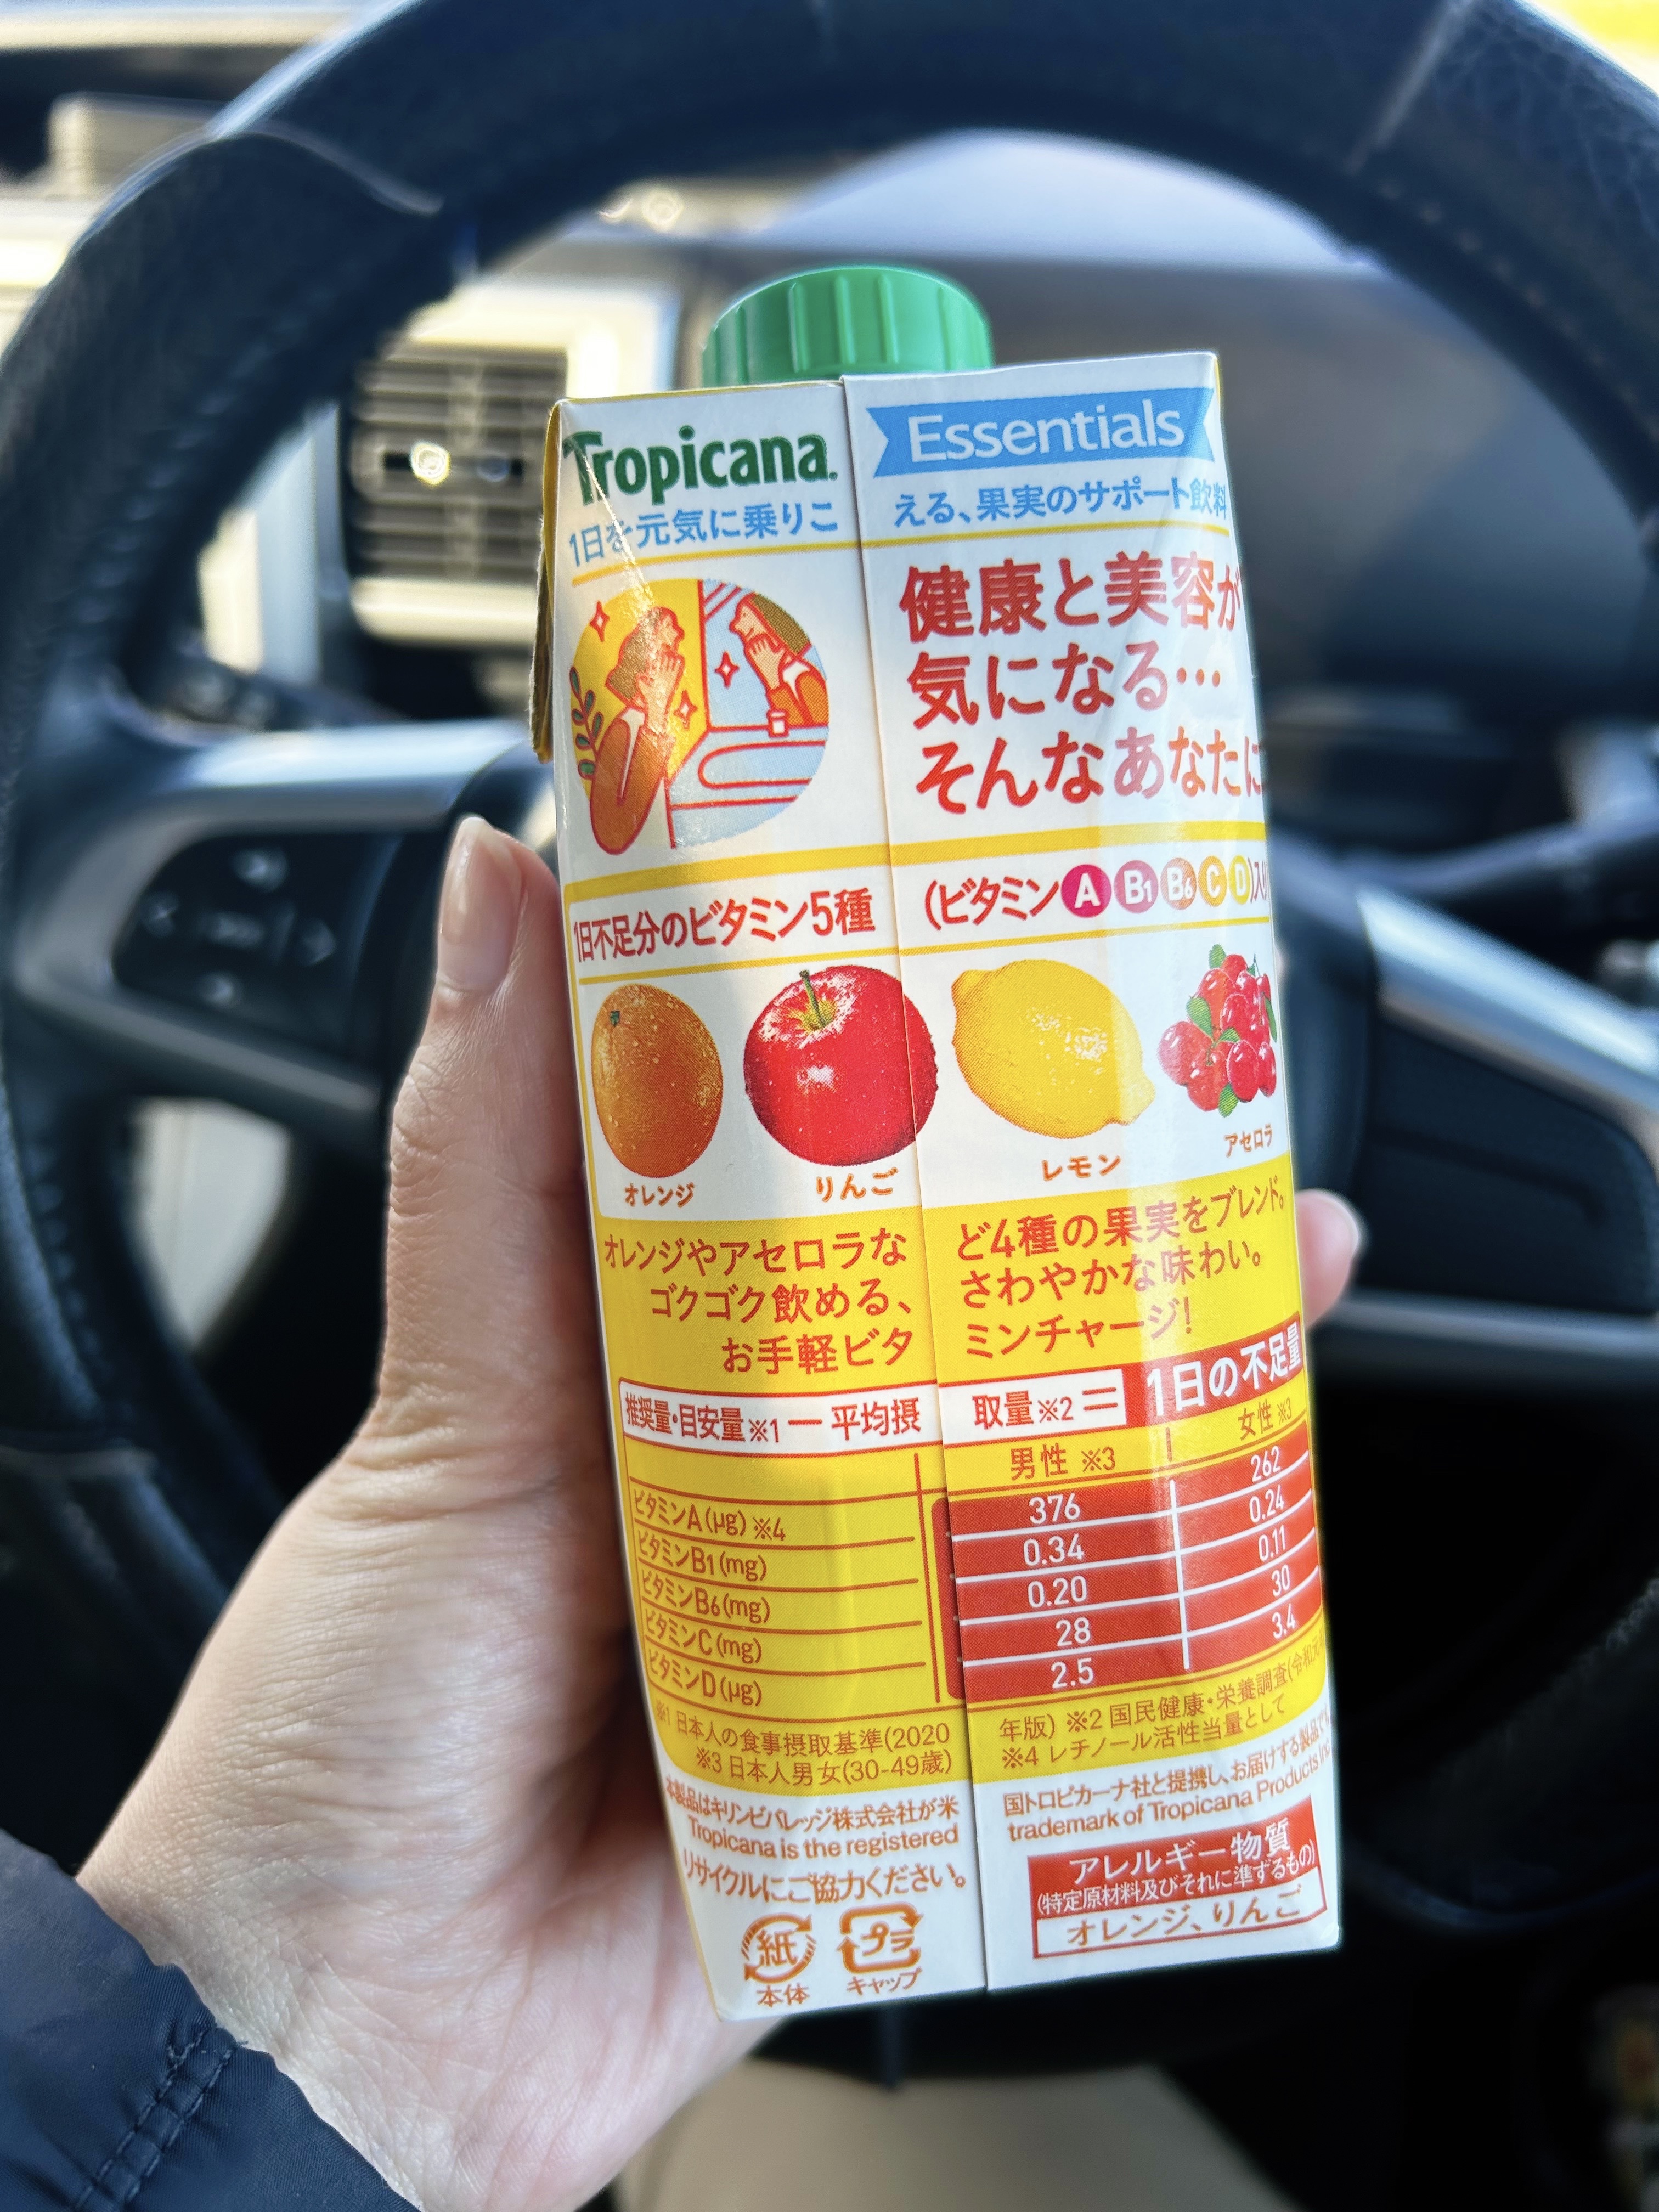 Tropicana. Essentials
1日を元気に乗りこえる、果実のサポート飲料
健康と美容が
気になる…
そんなあなたに
1日不足分のビタミン5種(ビタミンA B1 B6 C D)入り
オレンジ りんご レモン アセロラ
オレンジやアセロラなど4種の果実をブレンド。
ゴクゴク飲める、さわやかな味わい。
お手軽ビタミンチャージ!
推奨量・目安量※1 ー 平均摂取量※2 = 1日の不足量
男性 ※3 女性 ※3
ビタミンA(μg)※4 376 262
ビタミンB1(mg) 0.34 0.24
ビタミンB6(mg) 0.20 0.11
ビタミンC(mg) 28 30
ビタミンD(μg) 2.5 3.4
※1 日本人の食事摂取基準(2020年版) ※2 国民健康・栄養調査(令和元
※3 日本人男女(30-49歳) ※4 レチノール活性当量として
本製品はキリンビバレッジ株式会社が米国トロピカーナ社と提携し、お届けする製品です
Tropicana is the registered trademark of Tropicana Products Inc.
リサイクルにご協力ください。
紙 プラ
本体 キャップ
アレルギー物質
(特定原材料及びそれに準ずるもの)
オレンジ、りんご